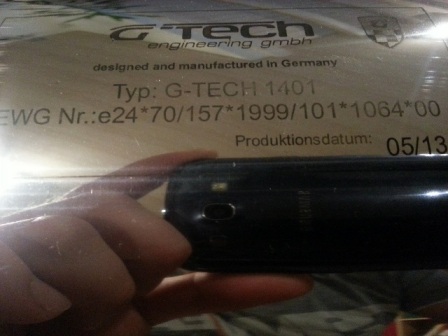 G-Tech
engineering gmbh
designed and manufactured in Germany
Typ: G-TECH 1401
EWG Nr.:e24*70/157*1999/101*1064*00
Produktionsdatum: 05/13